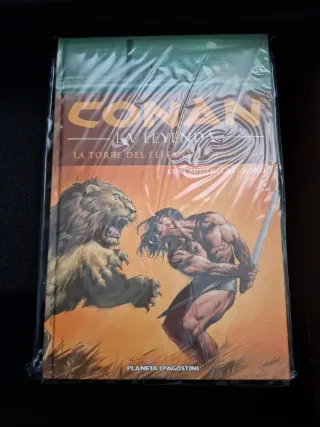 CONAN
LA LEYENDA
LA TORRE DEL ELEFANTE
PLANETA DEAGOSTINI